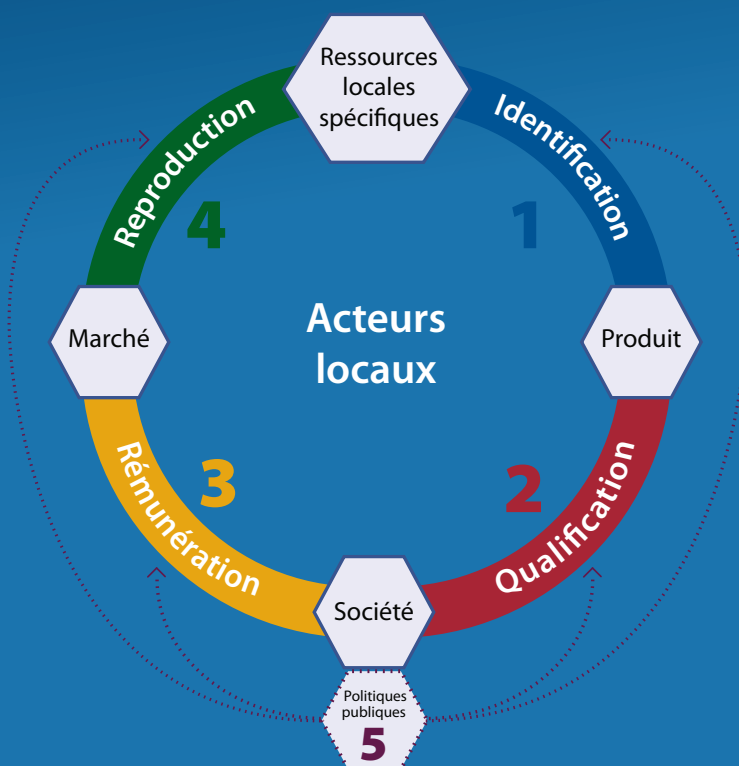 Ressources
locales
spécifiques
Identification
1
Produit
Qualification
2
Société
Rémunération
3
Marché
Reproduction
4
Acteurs
locaux
Politiques
publiques
5